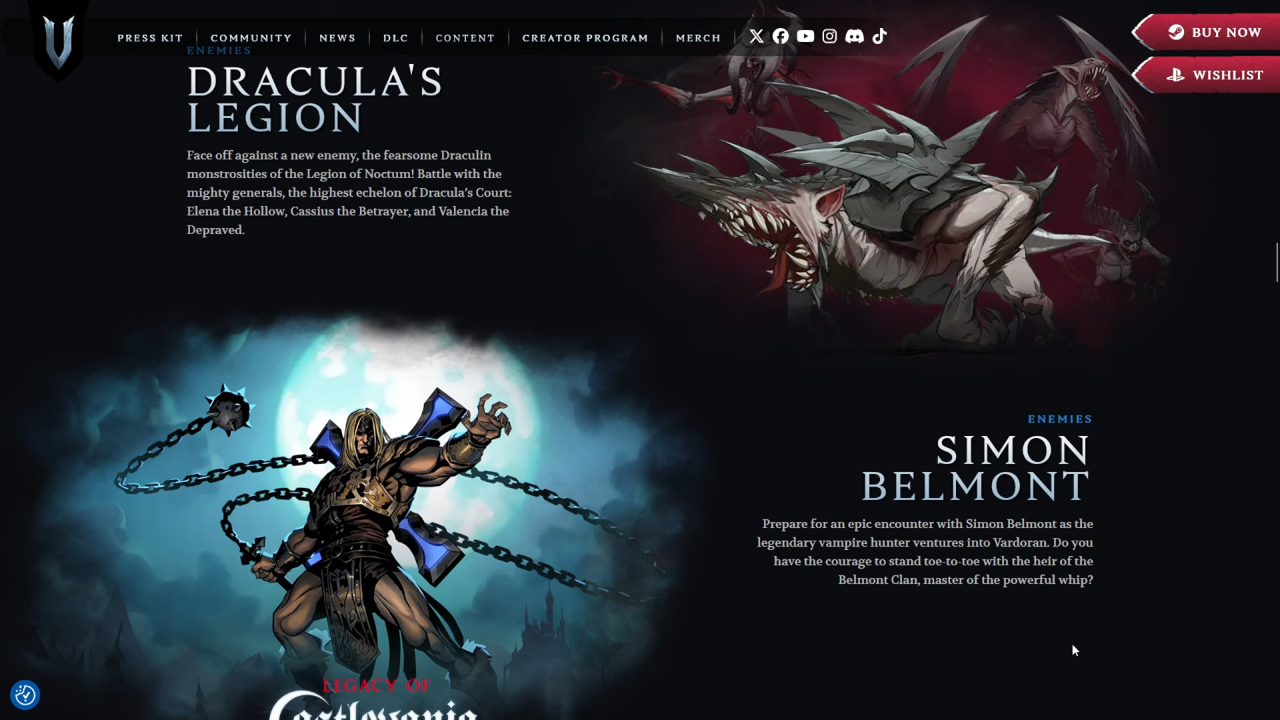 PRESS KIT
COMMUNITY
NEWS
DLC
CONTENT
CREATOR PROGRAM
MERCH
BUY NOW
WISHLIST
ENEMIES
DRACULA'S
LEGION
Face off against a new enemy, the fearsome Draculin
monstrosities of the Legion of Noctum! Battle with the
mighty generals, the highest echelon of Dracula's Court:
Elena the Hollow, Cassius the Betrayer, and Valencia the
Depraved.
ENEMIES
SIMON
BELMONT
Prepare for an epic encounter with Simon Belmont as the
legendary vampire hunter ventures into Vardoran. Do you
have the courage to stand toe-to-toe with the heir of the
Belmont Clan, master of the powerful whip?
LEGACY OF
Castlevania